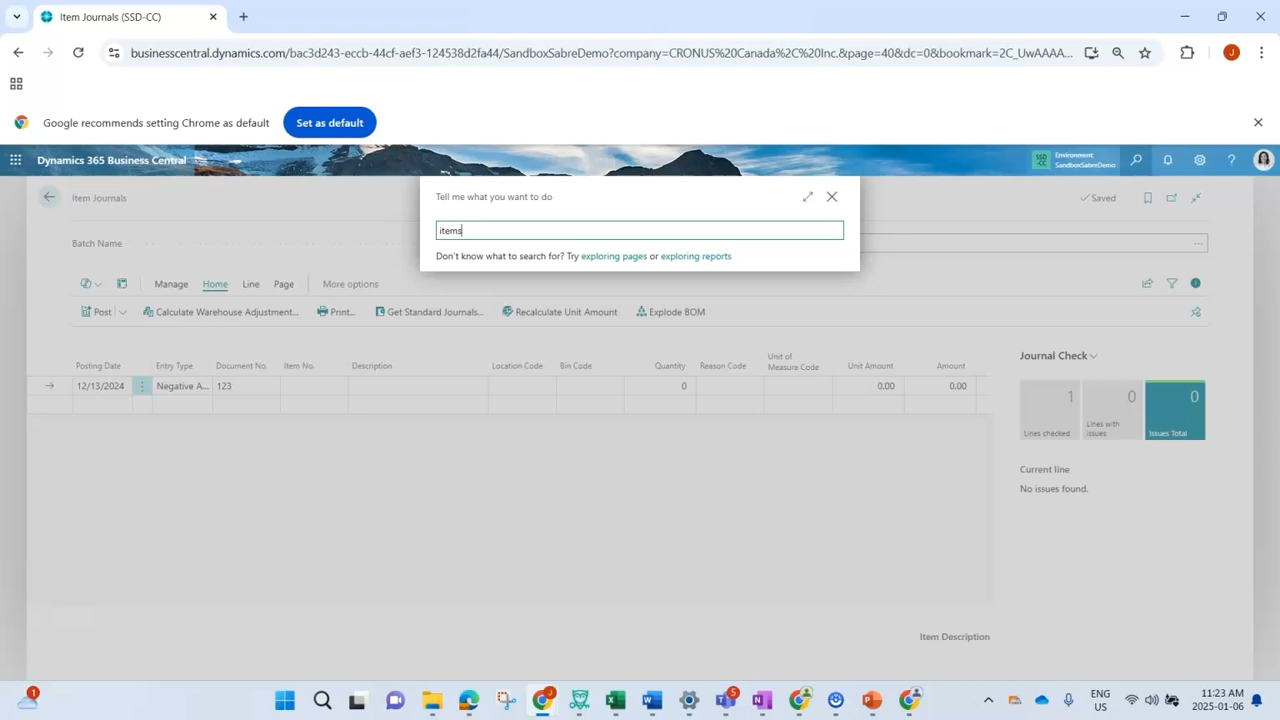 Item Journals (SSD-CC)
businesscentral.dynamics.com/bac3d243-eccb-44cf-aef3-124538d2fa44/SandboxSabreDemo?company=CRONUS%20Canada%2C%20Inc.&page=40&dc=0&bookmark=2C_UwAAAA...
J
Google recommends setting Chrome as default
Set as default
Dynamics 365 Business Central
SSD-
CC
Environment:
SandboxSabreDemo
?
Tell me what you want to do
Item Journals
Saved
items
Batch Name
Don't know what to search for? Try exploring pages or exploring reports
Manage
Home
Line
Page
More options
Post
Calculate Warehouse Adjustment...
Print...
Get Standard Journals...
Recalculate Unit Amount
Explode BOM
Journal Check
Posting Date
Entry Type
Document No.
Item No.
Description
Location Code
Bin Code
Quantity
Reason Code
Unit of
Measure Code
Unit Amount
Amount
12/13/2024
Negative A...
123
0
0.00
0.00
1
Lines checked
0
Lines with
issues
0
Issues Total
Current line
No issues found.
Item Description
1
J
5
ENG
US
11:23 AM
2025-01-06